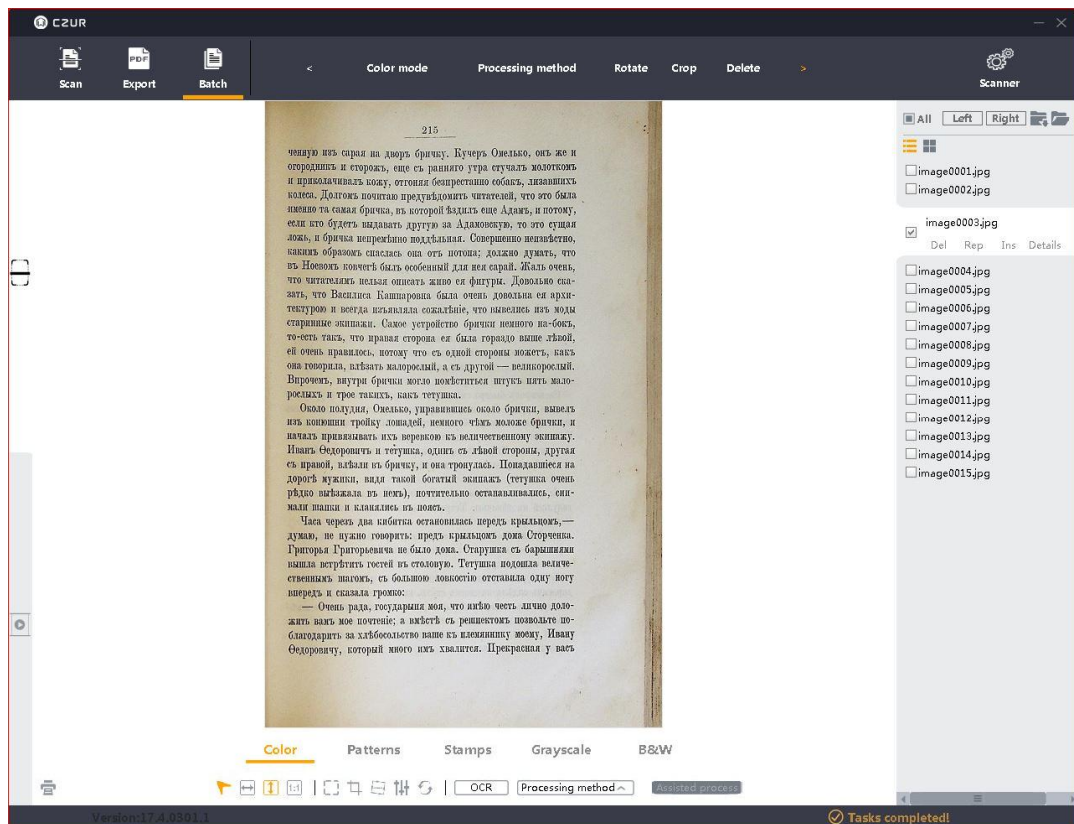 CZUR
Scan
Export
Batch
<
Color mode
Processing method
Rotate
Crop
Delete
>
Scanner
All
Left
Right
215
ченную изъ сарая на дворъ бричку. Кучеръ Омелько, онъ же и
огородникъ и сторожъ, еще съ ранняго утра стучалъ молоткомъ
и приколачивалъ кожу, отгоняя безпрестанно собакъ, лизавшихъ
колеса. Долгомъ почитаю предувѣдомить читателей, что это была
именно та самая бричка, въ которой ѣздилъ еще Адамъ, и потому,
если кто будетъ выдавать другую за Адамовскую, то это сущая
ложь, и бричка непремѣнно поддѣльная. Совершенно неизвѣстно,
какимъ образомъ спаслась она отъ потопа; должно думать, что
въ Ноевомъ ковчегѣ былъ особенный для нея сарай. Жаль очень,
что читателямъ нельзя описать живо ея фигуры. Довольно ска-
зать, что Василиса Кашпаровна была очень довольна ея архи-
тектурою и всегда изъявляла сожалѣніе, что вывелись изъ моды
старинные экипажи. Самое устройство брички немного на-бокъ,
то-есть такъ, что правая сторона ея была гораздо выше лѣвой,
ей очень нравилось, потому что съ одной стороны можетъ, какъ
она говорила, влѣзать малорослый, а съ другой — великорослый.
Впрочемъ, внутри брички могло помѣститься штукъ пять мало-
рослыхъ и трое такихъ, какъ тетушка.
Около полудня, Омелько, управившись около брички, вывелъ
изъ конюшни тройку лошадей, немного чѣмъ моложе брички, и
началъ привязывать ихъ веревкою къ величественному экипажу.
Иванъ Ѳедоровичъ и тетушка, одинъ съ лѣвой стороны, другая
съ правой, влѣзли въ бричку, и она тронулась. Попадавшіеся на
дорогѣ мужики, видя такой богатый экипажъ (тетушка очень
рѣдко выѣзжала въ немъ), почтительно останавливались, сни-
мали шапки и кланялись въ поясъ.
Часа черезъ два кибитка остановилась передъ крыльцомъ,—
думаю, не нужно говорить: предъ крыльцомъ дома Сторченка.
Григорья Григорьевича не было дома. Старушка съ барышнями
вышла встрѣтить гостей въ столовую. Тетушка подошла величе-
ственнымъ шагомъ, съ большою ловкостію отставила одну ногу
впередъ и сказала громко:
— Очень рада, государыня моя, что имѣю честь лично доло-
жить вамъ мое почтеніе; а вмѣстѣ съ решпектомъ позвольте по-
благодарить за хлѣбосольство ваше къ племяннику моему, Ивану
Ѳедоровичу, который много имъ хвалится. Прекрасная у васъ
image0001.jpg
image0002.jpg
image0003.jpg
Del Rep Ins Details
image0004.jpg
image0005.jpg
image0006.jpg
image0007.jpg
image0008.jpg
image0009.jpg
image0010.jpg
image0011.jpg
image0012.jpg
image0013.jpg
image0014.jpg
image0015.jpg
Color
Patterns
Stamps
Grayscale
B&W
1:1
OCR
Processing method
Assisted process
Version:17.4.0301.1
Tasks completed!